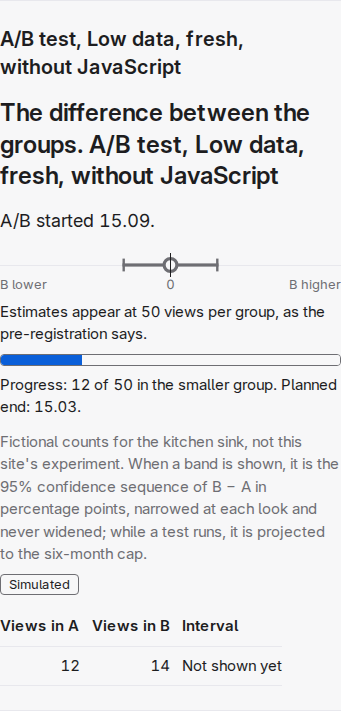 A/B test, Low data, fresh,
without JavaScript
The difference between the
groups. A/B test, Low data,
fresh, without JavaScript
A/B started 15.09.
B lower 0 B higher
Estimates appear at 50 views per group, as the
pre-registration says.
Progress: 12 of 50 in the smaller group. Planned
end: 15.03.
Fictional counts for the kitchen sink, not this
site's experiment. When a band is shown, it is the
95% confidence sequence of B − A in
percentage points, narrowed at each look and
never widened; while a test runs, it is projected
to the six-month cap.
Simulated
Views in A Views in B Interval
12 14 Not shown yet